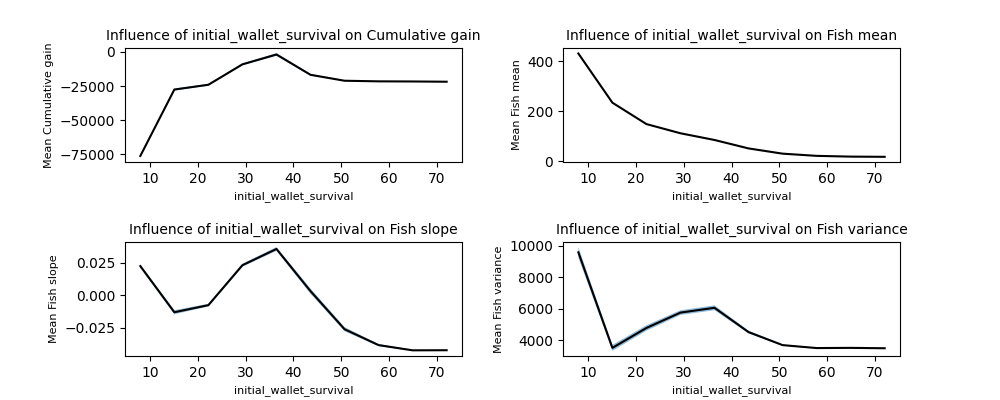 Influence of initial_wallet_survival on Cumulative gain
Mean Cumulative gain
0
−25000
−50000
−75000
10 20 30 40 50 60 70
initial_wallet_survival
Influence of initial_wallet_survival on Fish mean
Mean Fish mean
400
200
0
10 20 30 40 50 60 70
initial_wallet_survival
Influence of initial_wallet_survival on Fish slope
Mean Fish slope
0.025
0.000
−0.025
10 20 30 40 50 60 70
initial_wallet_survival
Influence of initial_wallet_survival on Fish variance
Mean Fish variance
10000
8000
6000
4000
10 20 30 40 50 60 70
initial_wallet_survival